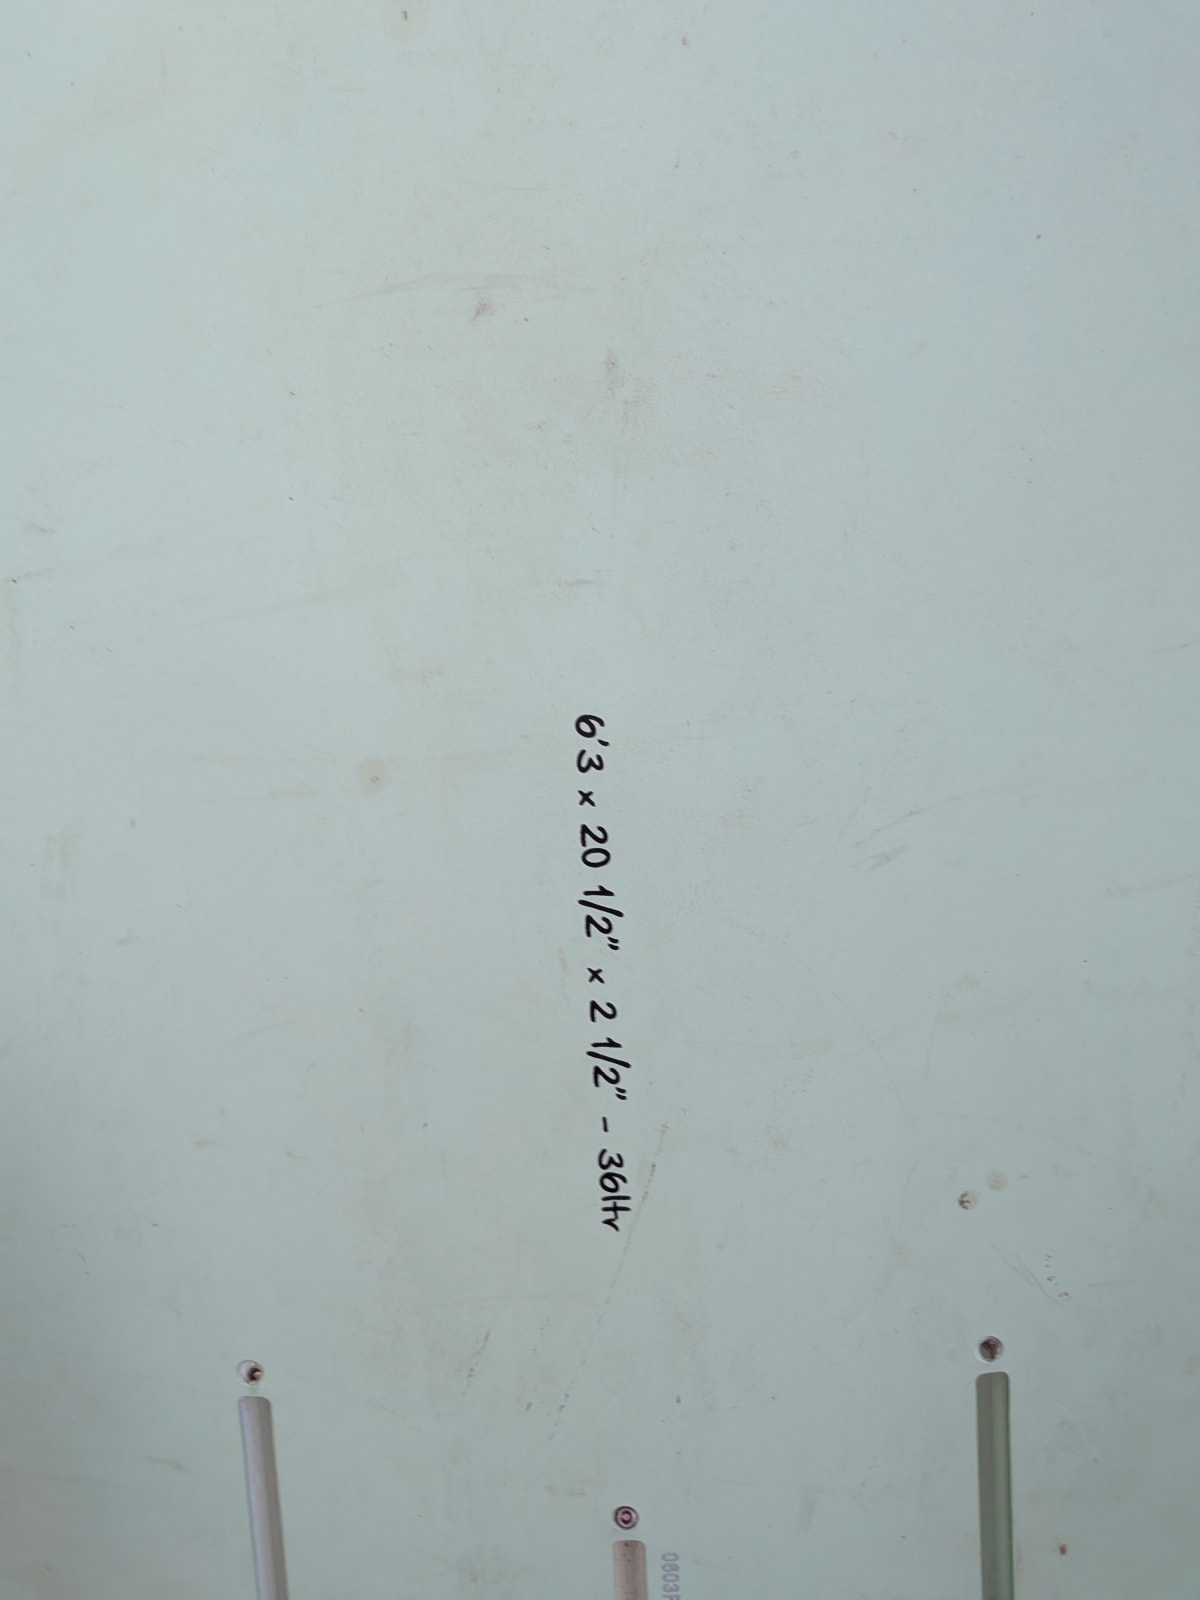 6'3 x 20 1/2" x 2 1/2" - 36ltr